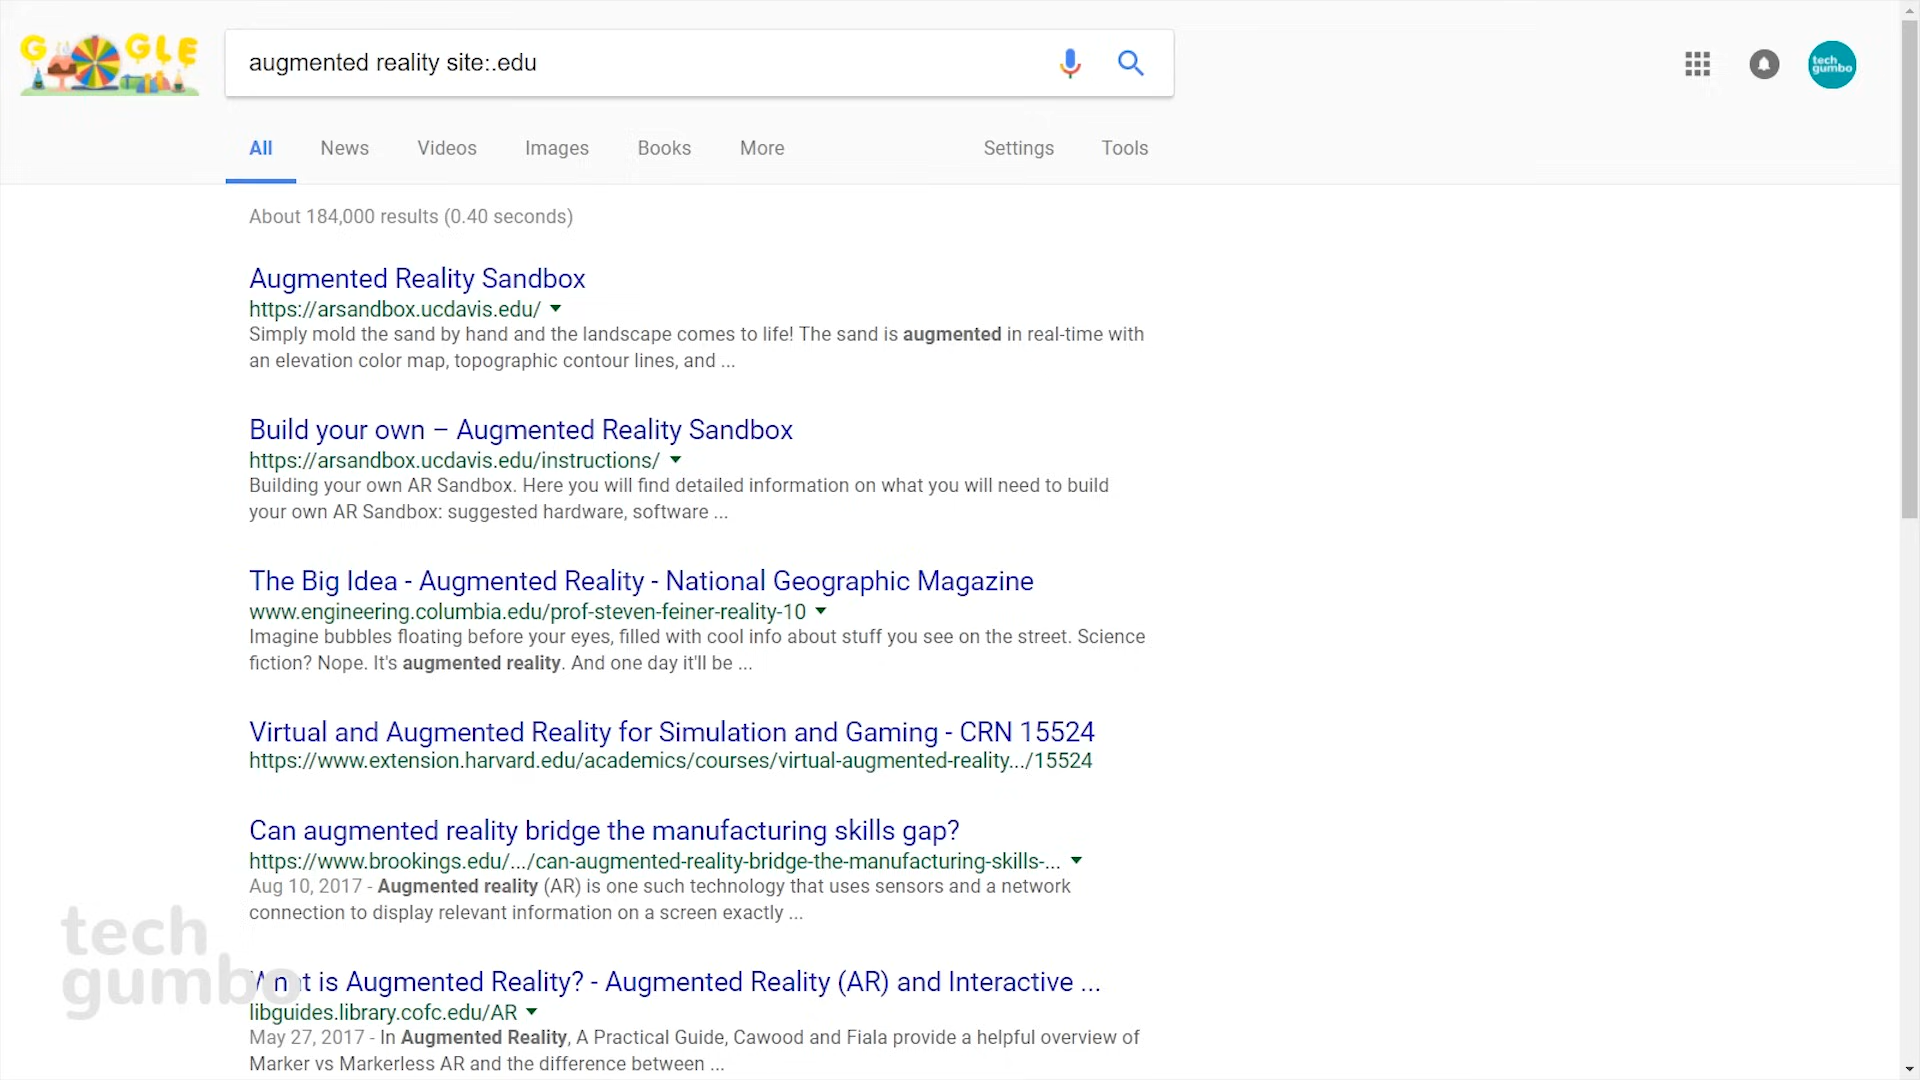 GOOGLE
augmented reality site:.edu
tech
gumbo
All News Videos Images Books More Settings Tools
About 184,000 results (0.40 seconds)
Augmented Reality Sandbox
https://arsandbox.ucdavis.edu/
Simply mold the sand by hand and the landscape comes to life! The sand is augmented in real-time with
an elevation color map, topographic contour lines, and ...
Build your own – Augmented Reality Sandbox
https://arsandbox.ucdavis.edu/instructions/
Building your own AR Sandbox. Here you will find detailed information on what you will need to build
your own AR Sandbox: suggested hardware, software ...
The Big Idea - Augmented Reality - National Geographic Magazine
www.engineering.columbia.edu/prof-steven-feiner-reality-10
Imagine bubbles floating before your eyes, filled with cool info about stuff you see on the street. Science
fiction? Nope. It's augmented reality. And one day it'll be ...
Virtual and Augmented Reality for Simulation and Gaming - CRN 15524
https://www.extension.harvard.edu/academics/courses/virtual-augmented-reality.../15524
Can augmented reality bridge the manufacturing skills gap?
https://www.brookings.edu/.../can-augmented-reality-bridge-the-manufacturing-skills-...
Aug 10, 2017 - Augmented reality (AR) is one such technology that uses sensors and a network
connection to display relevant information on a screen exactly ...
What is Augmented Reality? - Augmented Reality (AR) and Interactive ...
libguides.library.cofc.edu/AR
May 27, 2017 - In Augmented Reality, A Practical Guide, Cawood and Fiala provide a helpful overview of
Marker vs Markerless AR and the difference between ...
tech
gumbo